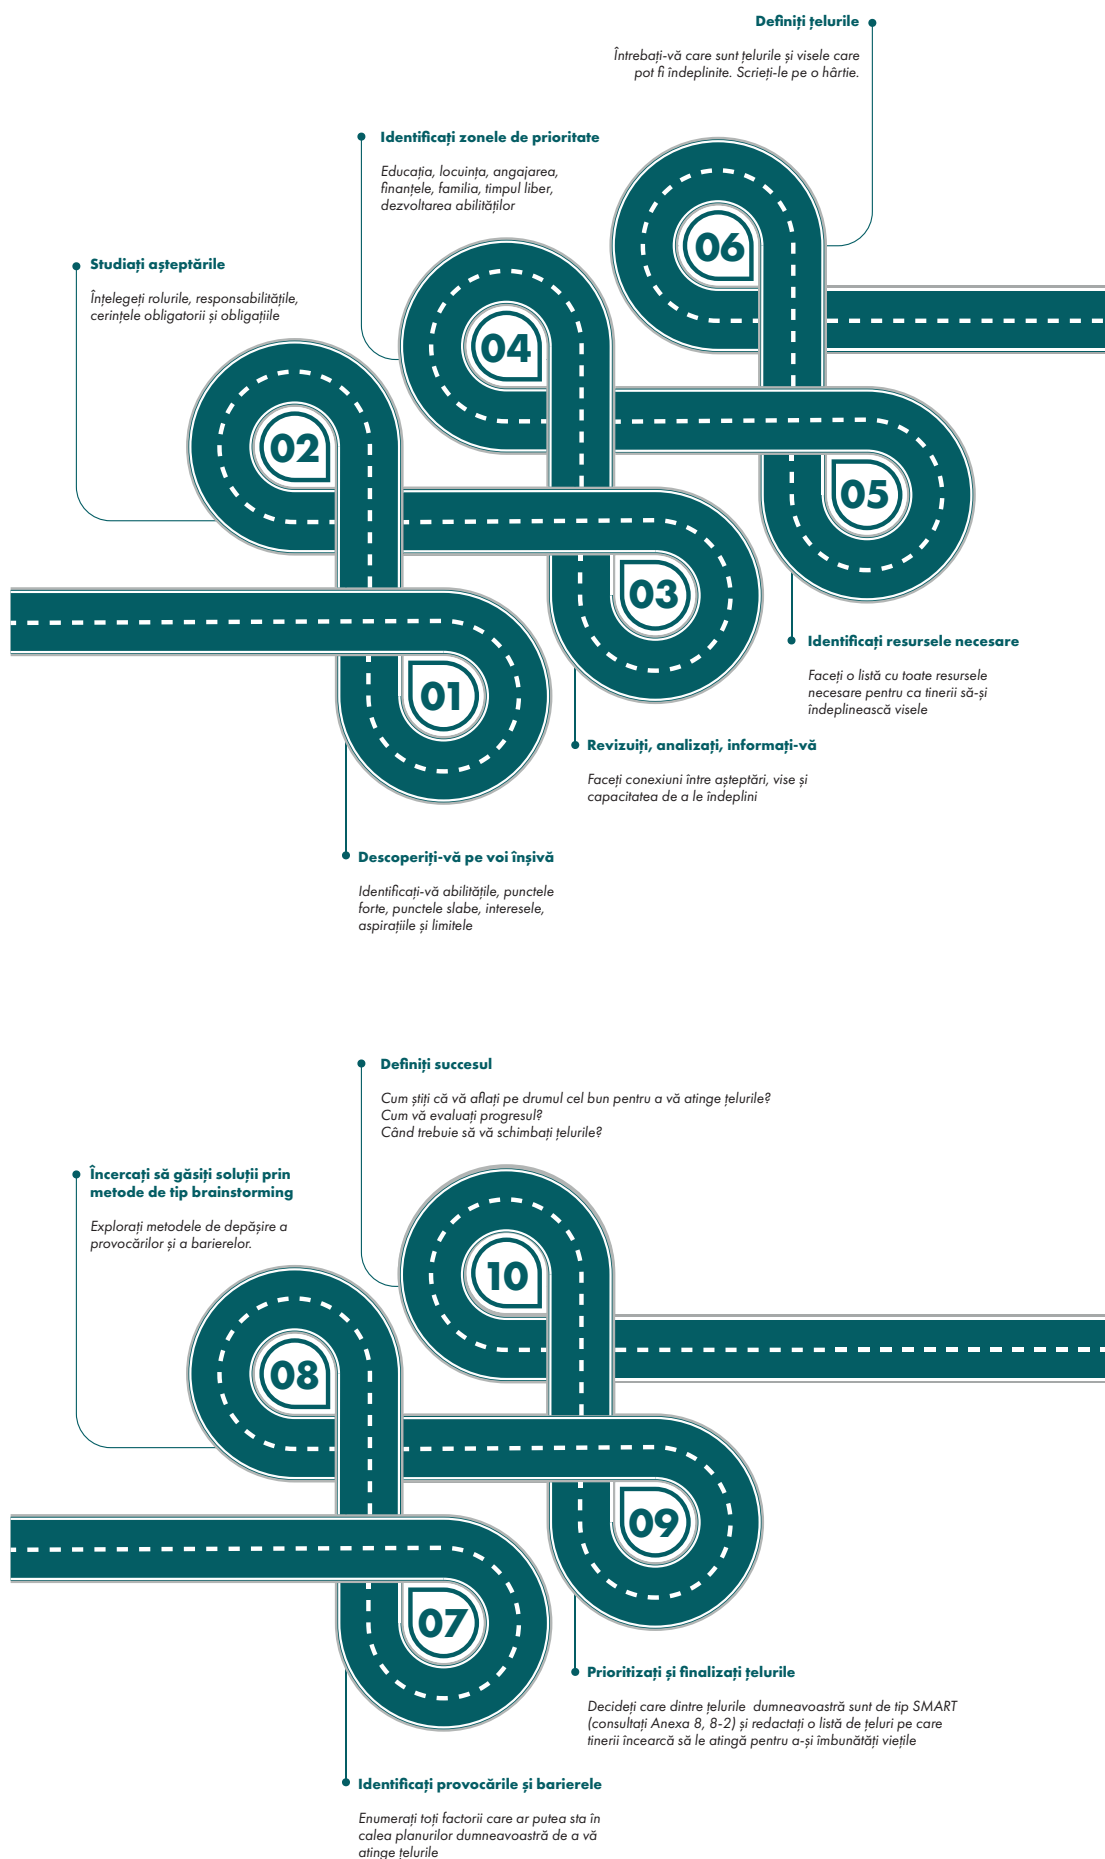 Definiți țelurile
Întrebați-vă care sunt țelurile și visele care
pot fi îndeplinite. Scrieți-le pe o hârtie.
Identificați zonele de prioritate
Educația, locuința, angajarea,
finanțele, familia, timpul liber,
dezvoltarea abilităților
06
Studiați așteptările
Înțelegeți rolurile, responsabilitățile,
cerințele obligatorii și obligațiile
04
02
05
03
Identificați resursele necesare
Faceți o listă cu toate resursele
necesare pentru ca tinerii să-și
îndeplinească visele
01
Revizuiți, analizați, informați-vă
Faceți conexiuni între așteptări, vise și
capacitatea de a le îndeplini
Descoperiți-vă pe voi înșivă
Identificați-vă abilitățile, punctele
forte, punctele slabe, interesele,
aspirațiile și limitele
Definiți succesul
Cum știți că vă aflați pe drumul cel bun pentru a vă atinge țelurile?
Cum vă evaluați progresul?
Când trebuie să vă schimbați țelurile?
Încercați să găsiți soluții prin
metode de tip brainstorming
Explorați metodele de depășire a
provocărilor și a barierelor.
10
08
09
07
Prioritizați și finalizați țelurile
Decideți care dintre țelurile dumneavoastră sunt de tip SMART
(consultați Anexa 8, 8-2) și redactați o listă de țeluri pe care
tinerii încearcă să le atingă pentru a-și îmbunătăți viețile
Identificați provocările și barierele
Enumerați toți factorii care ar putea sta în
calea planurilor dumneavoastră de a vă
atinge țelurile